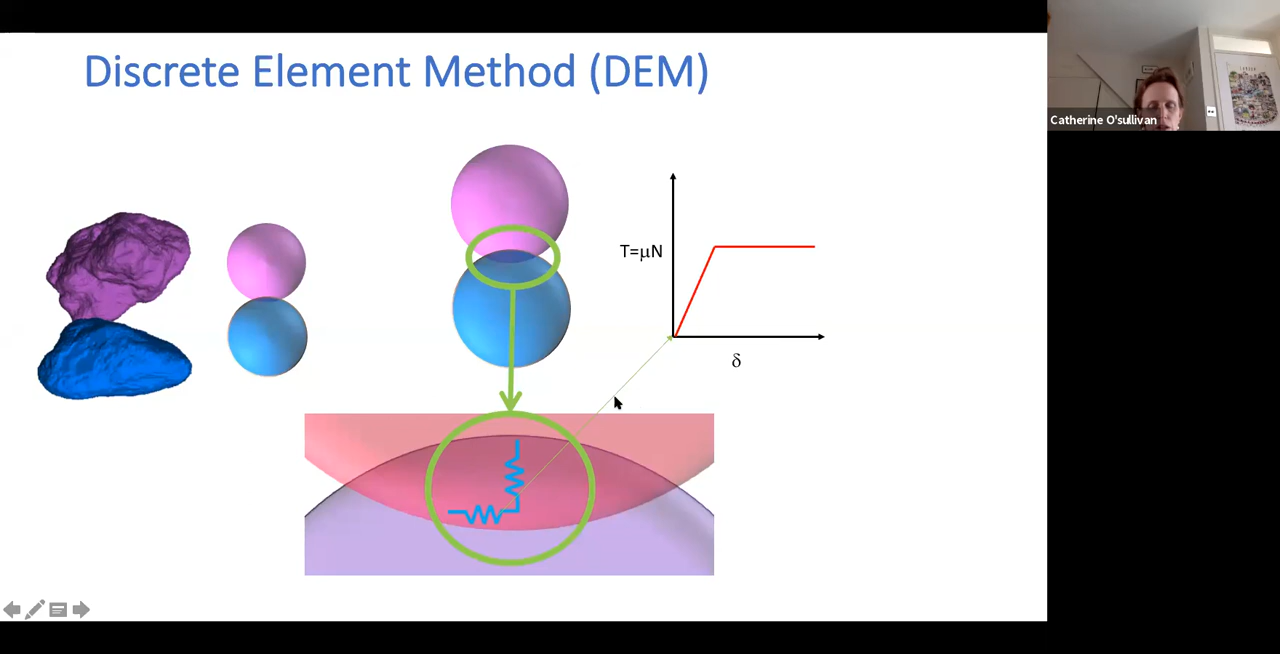 Discrete Element Method (DEM)
Catherine O'sullivan
T=μN
δ